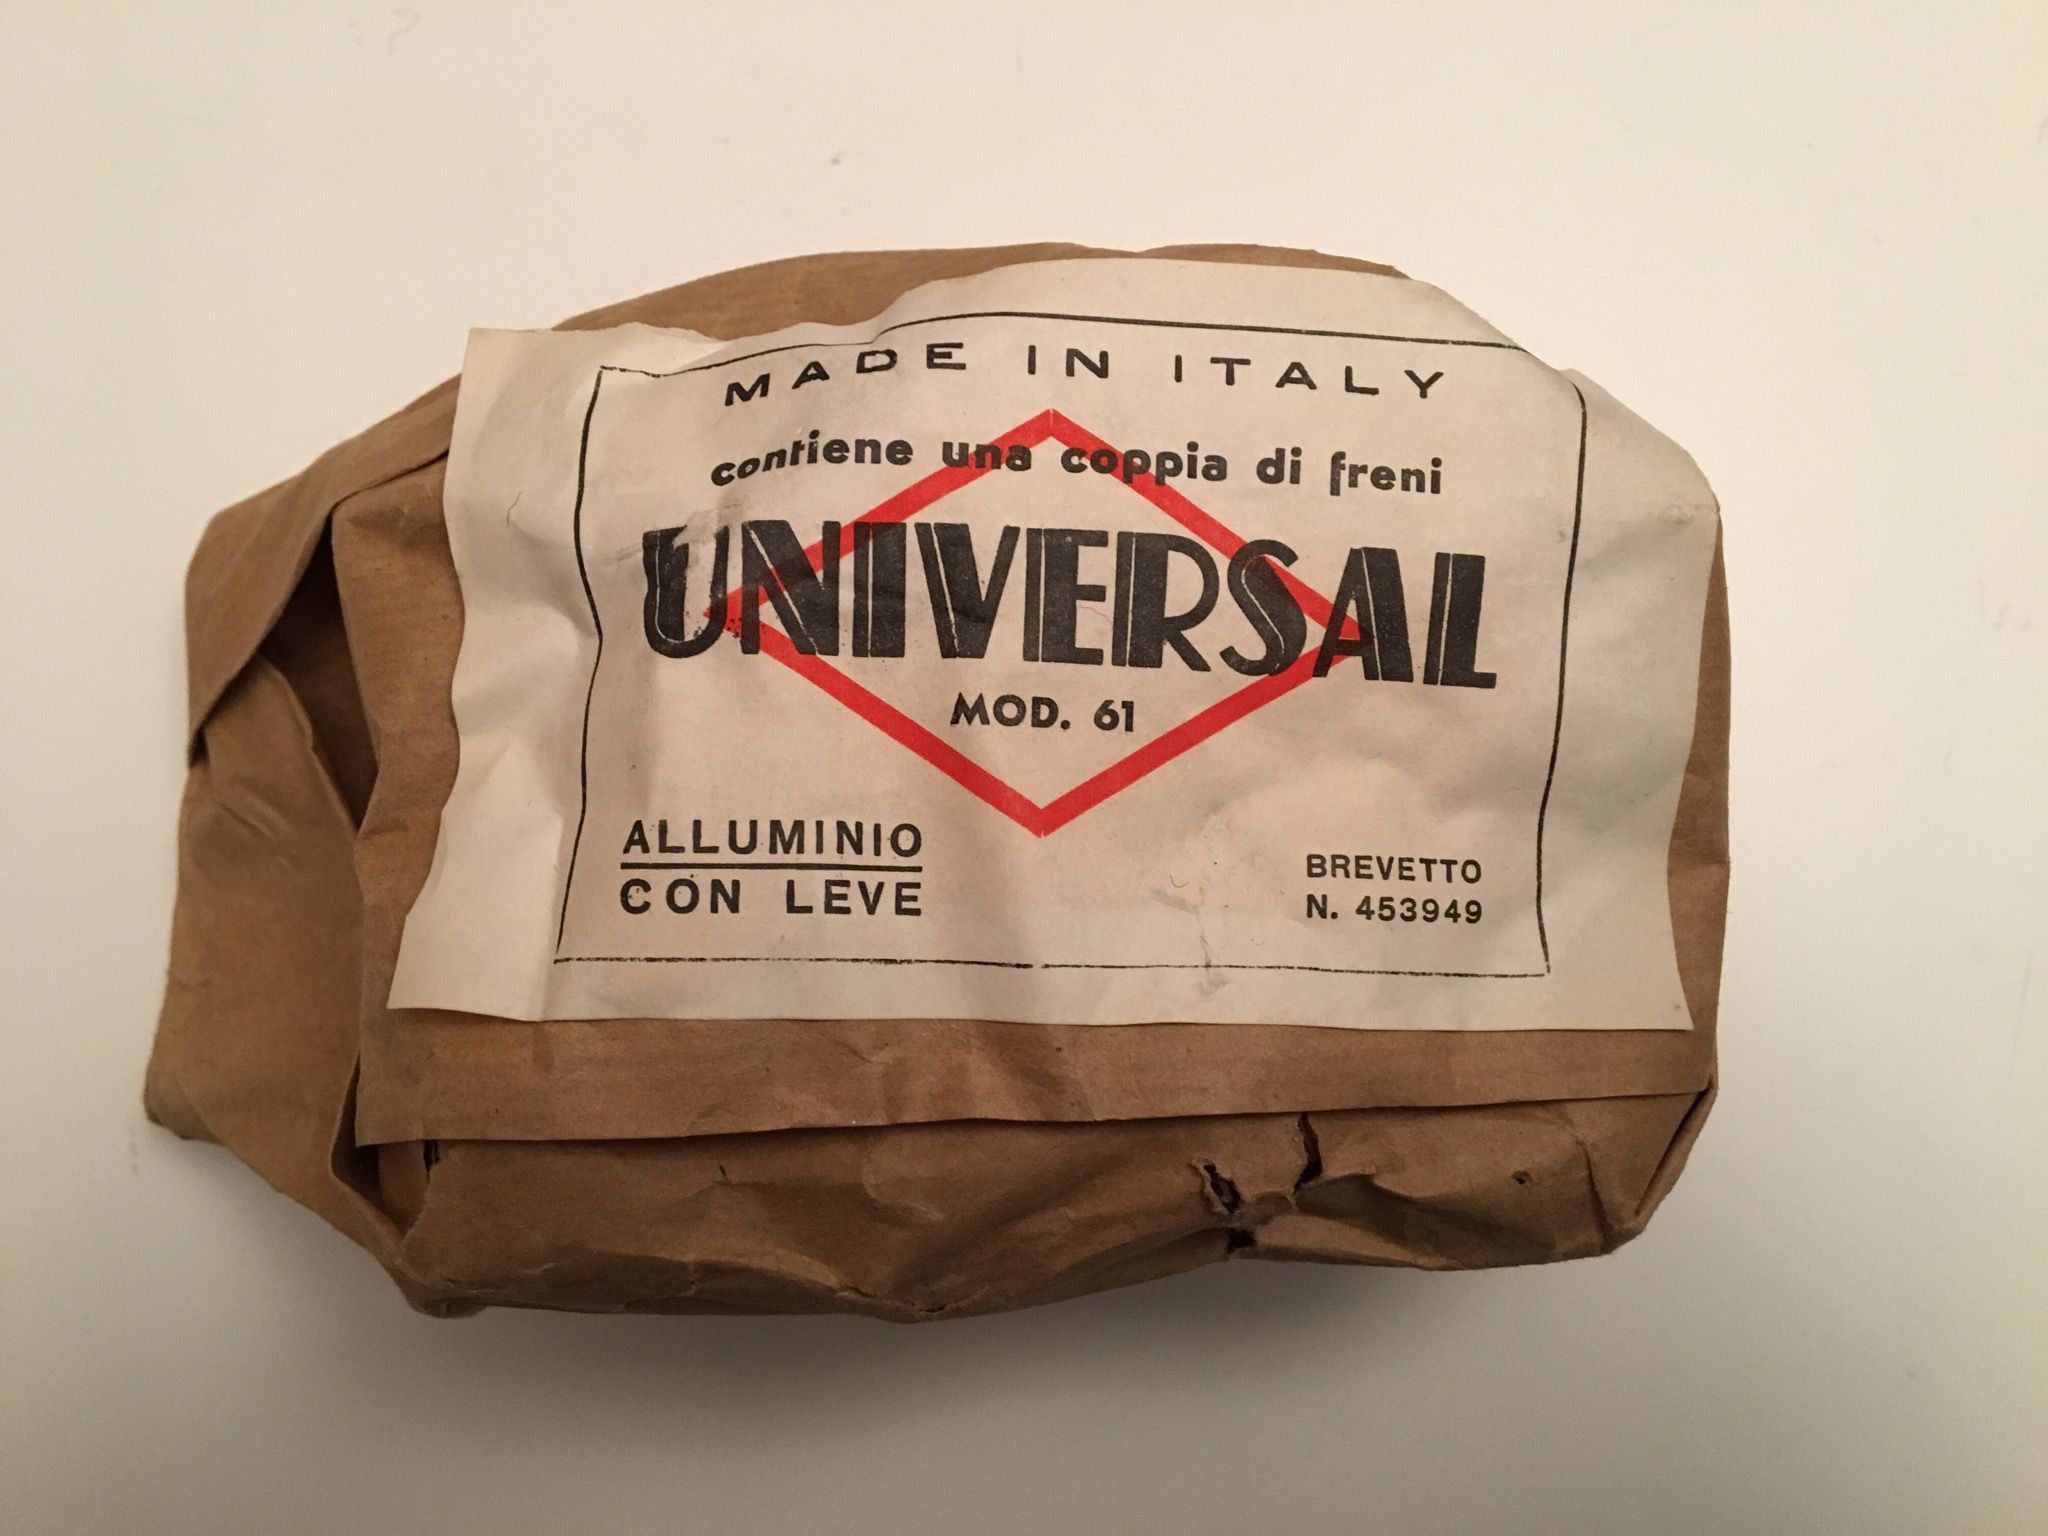 MADE IN ITALY
contiene una coppia di freni
UNIVERSAL
MOD. 61
ALLUMINIO
CON LEVE
BREVETTO
N. 453949